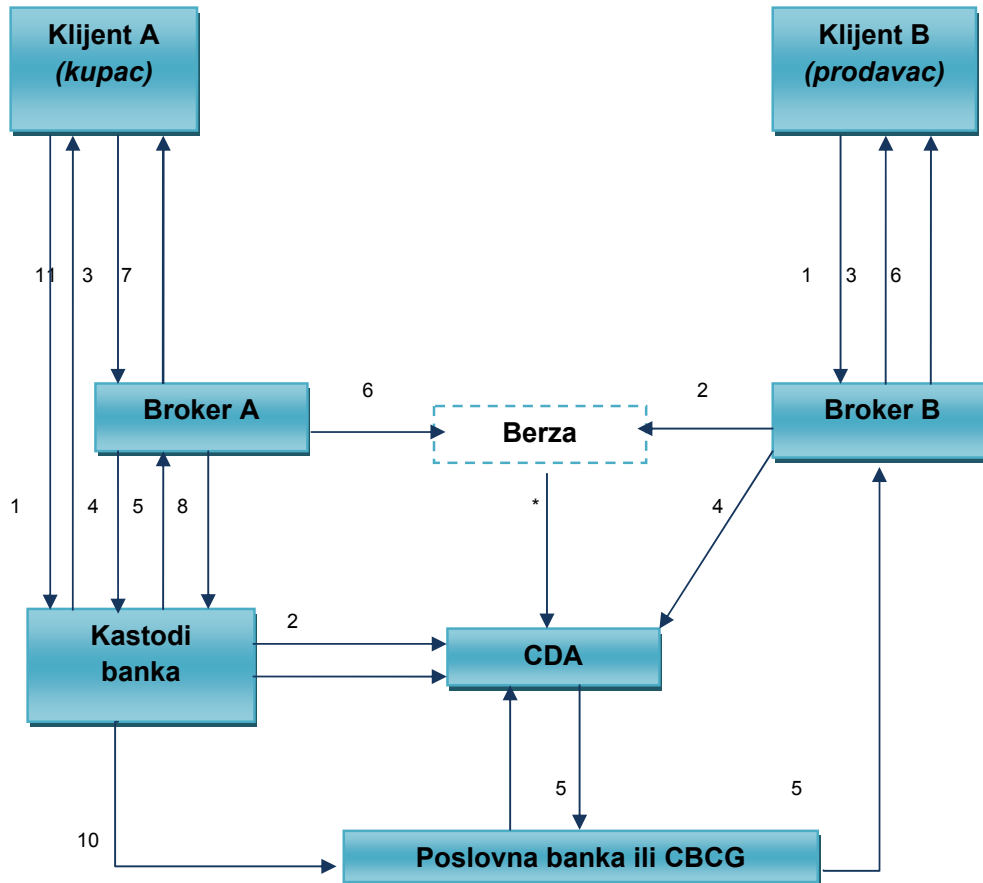 Klijent A
(kupac)
Klijent B
(prodavac)
11 3 7
1 3 6
Broker A
6
Berza
2
Broker B
1 4 5 8
*
4
Kastodi
banka
2
CDA
5
5
10
Poslovna banka ili CBCG